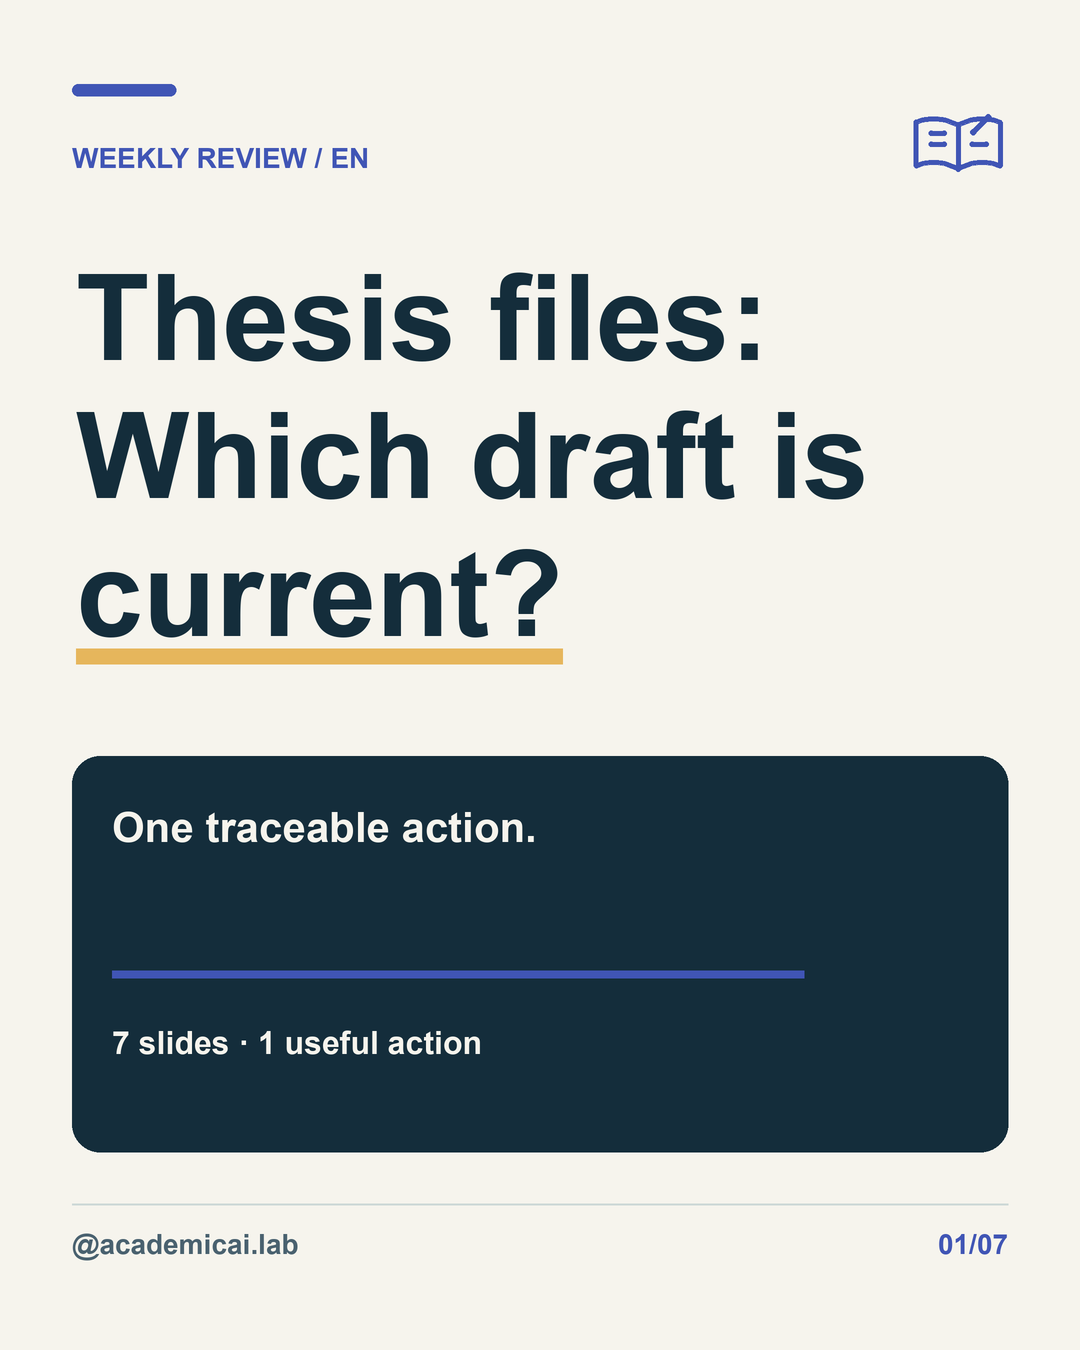 WEEKLY REVIEW / EN
Thesis files:
Which draft is
current?
One traceable action.
7 slides · 1 useful action
@academicai.lab
01/07